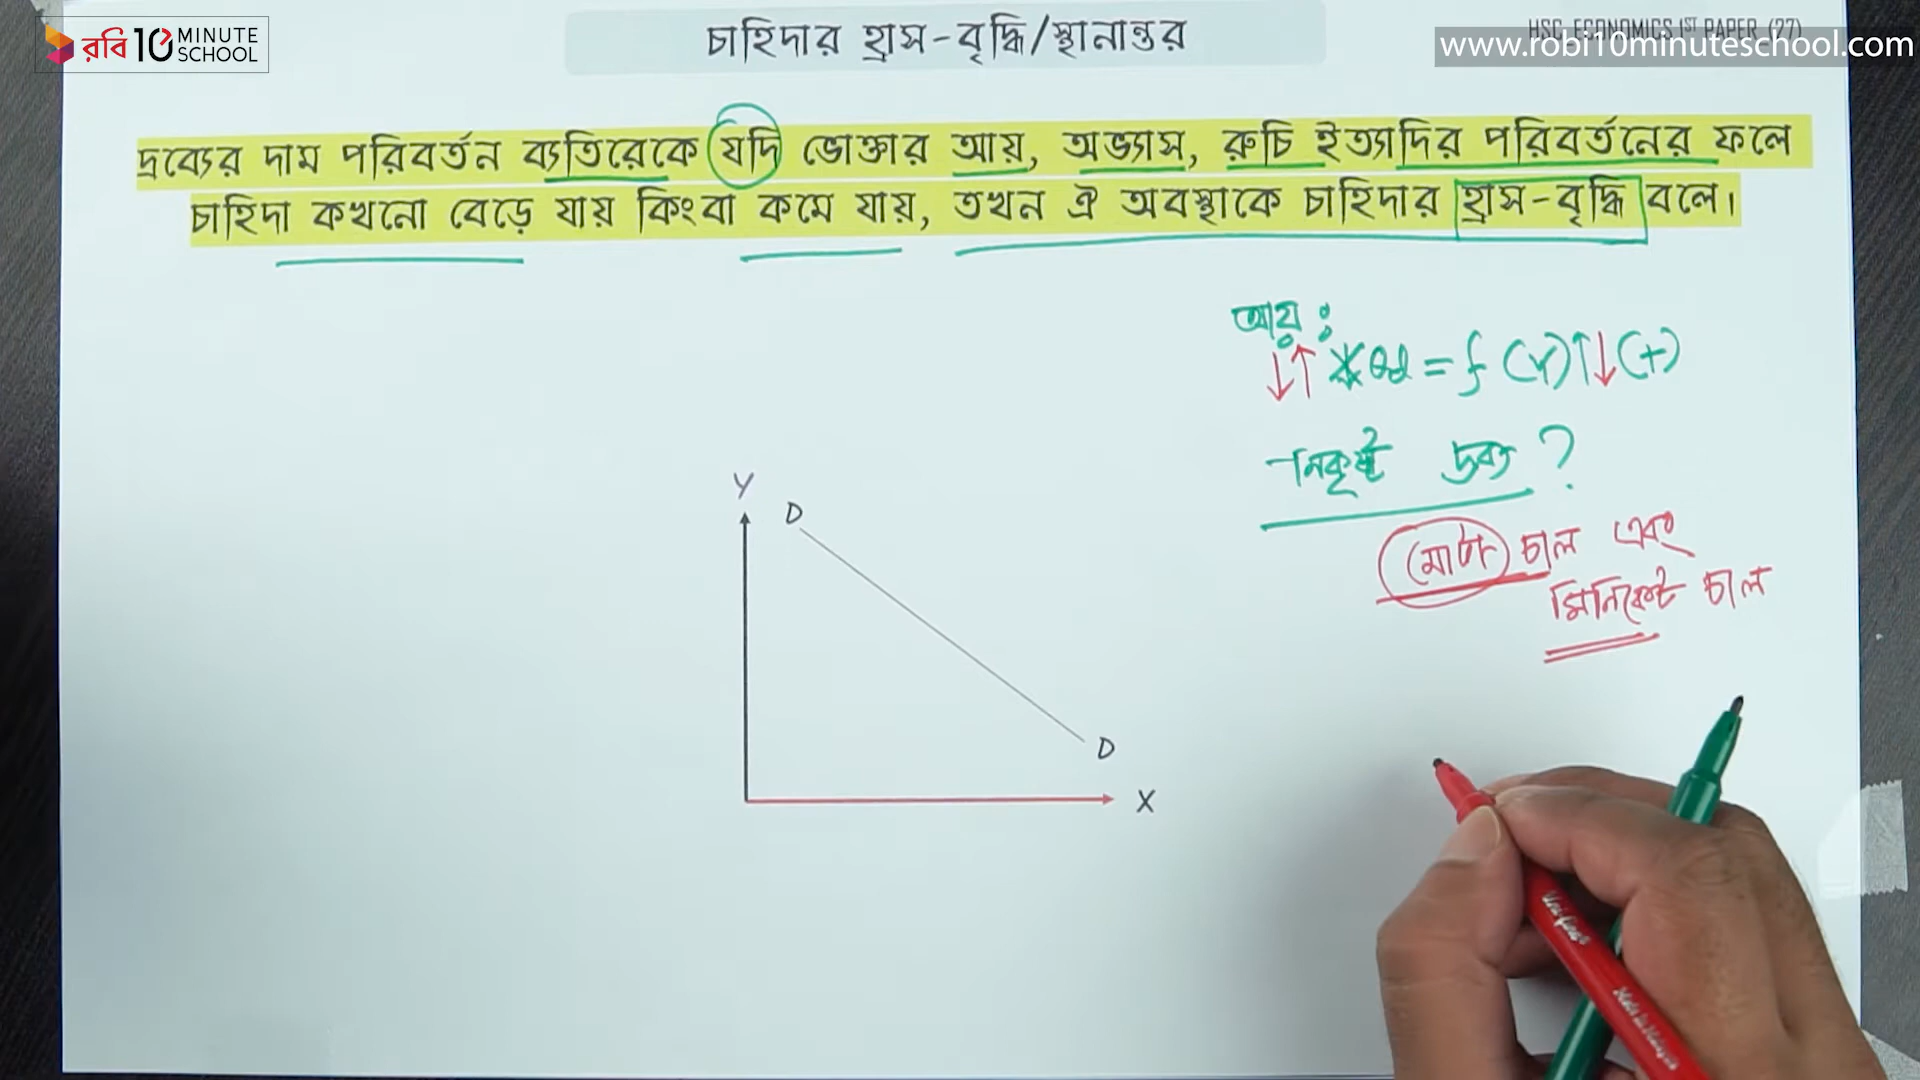 রবি 10 MINUTE SCHOOL
চাহিদার হ্রাস-বৃদ্ধি/স্থানান্তর
HSC ECONOMICS 1ST PAPER (27)
www.robi10minuteschool.com
দ্রব্যের দাম পরিবর্তন ব্যতিরেকে যদি ভোক্তার আয়, অভ্যাস, রুচি ইত্যাদির পরিবর্তনের ফলে
চাহিদা কখনো বেড়ে যায় কিংবা কমে যায়, তখন ঐ অবস্থাকে চাহিদার হ্রাস-বৃদ্ধি বলে।
আয়:
↓↑ Qd = f (Y)↑↓(+)
নিকৃষ্ট দ্রব্য ?
মোটা চাল এবং
মিনিকেট চাল
Y
D
D
X